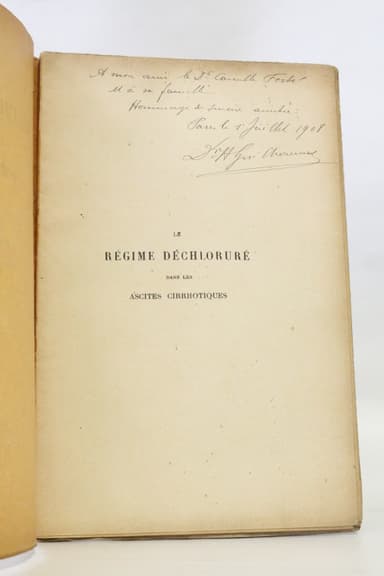 A mon ami le Dr Camille
et à sa famille
Hommage de sincère amitié.
Paris le 5 Juillet 1908
Dr H
LE
RÉGIME DÉCHLORURÉ
DANS LES
ASCITES CIRRHOTIQUES